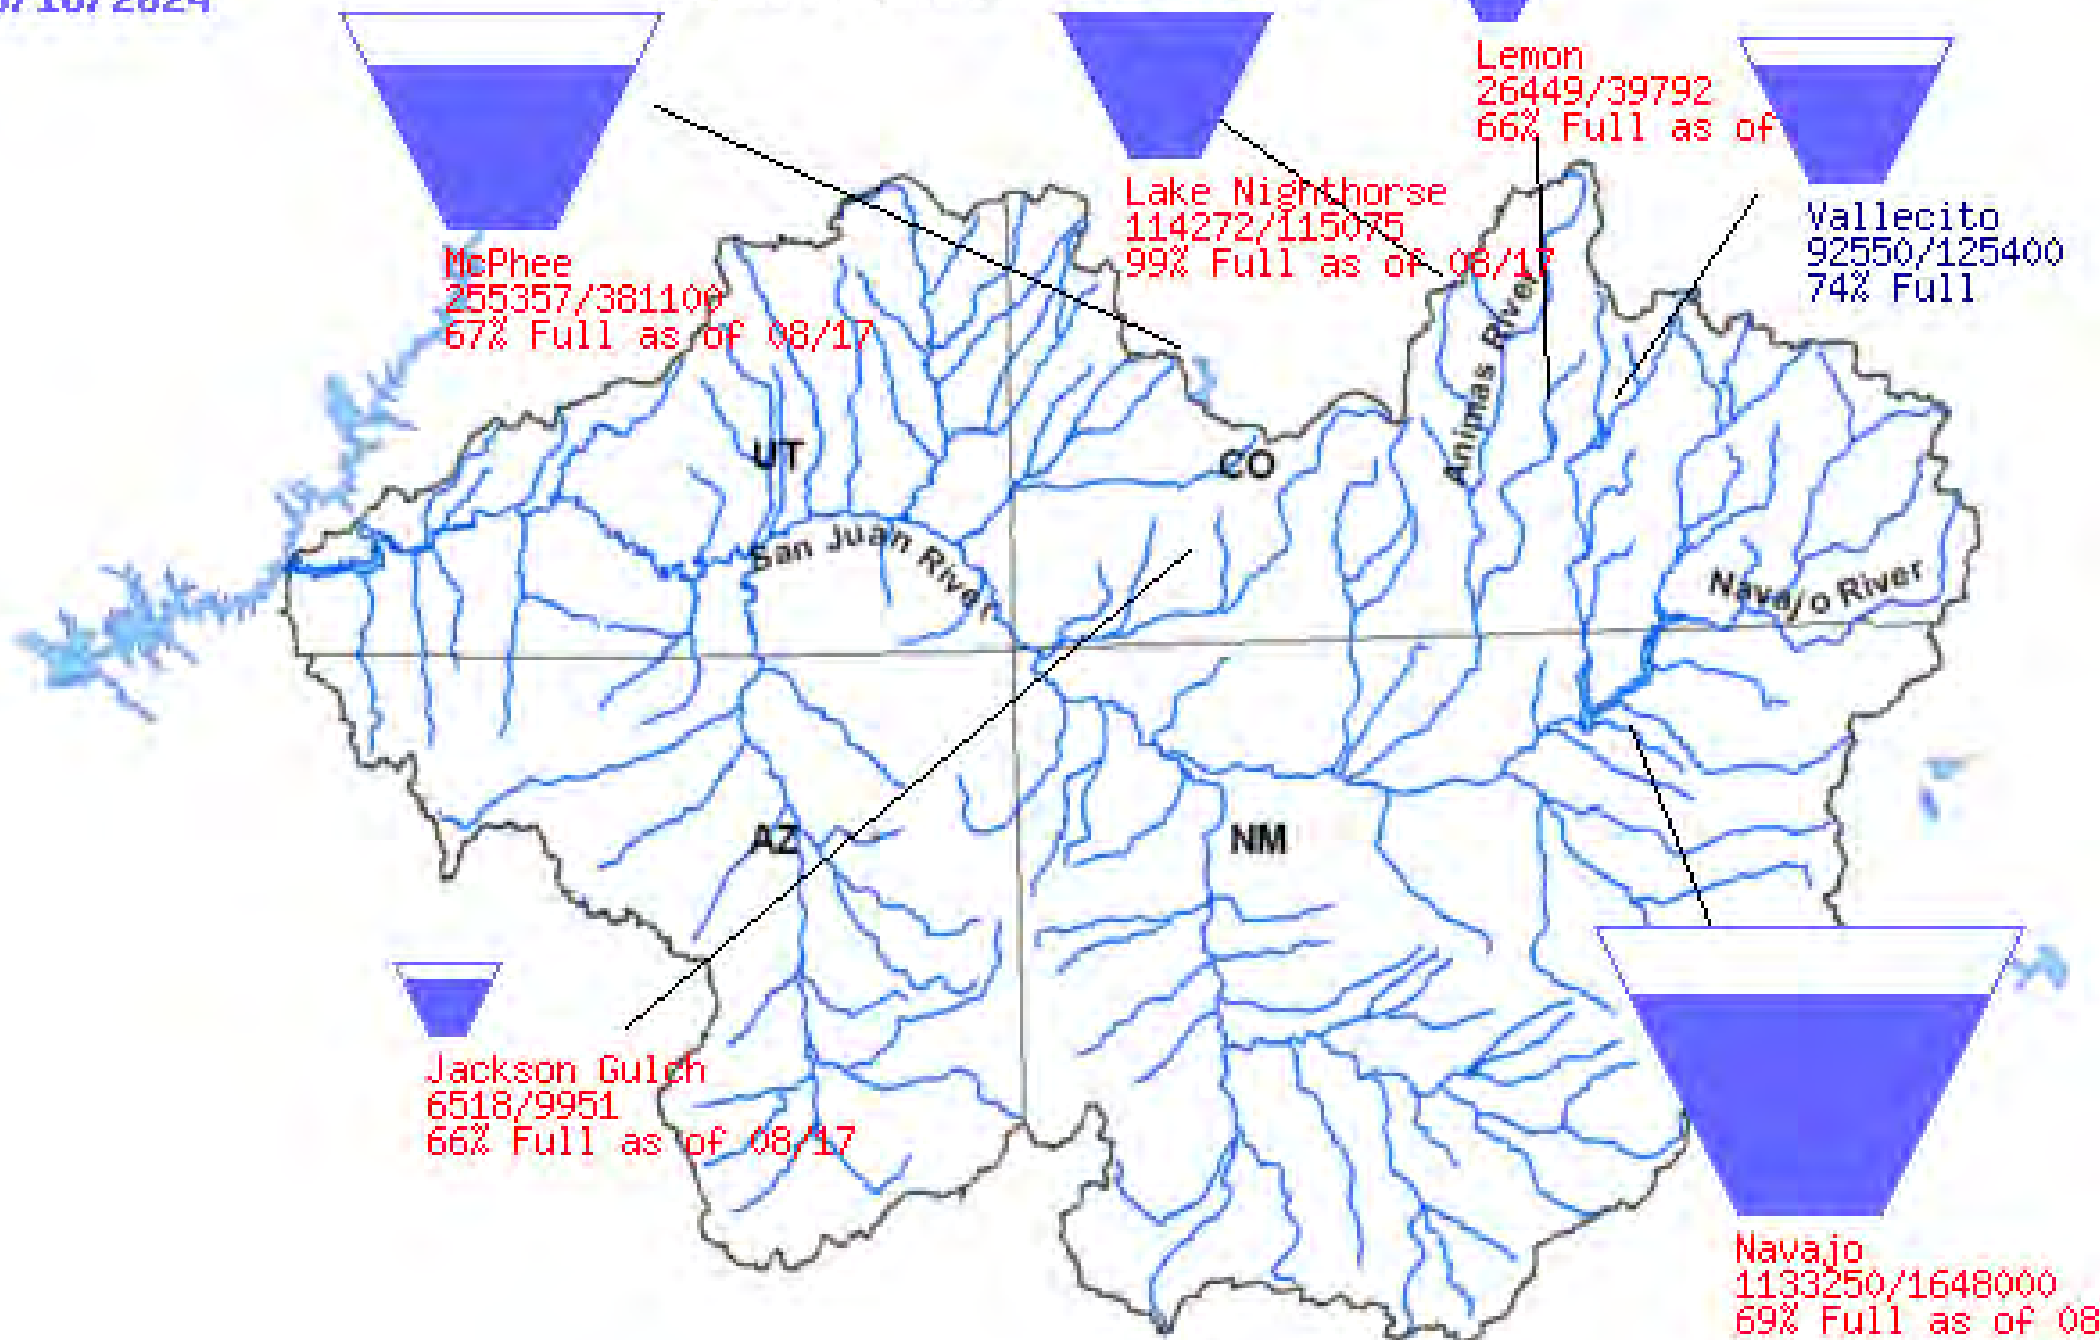 Lemon
26449/39792
66% Full as of
Lake Nighthorse
114272/115075
99% Full as of 08/17
Vallecito
92550/125400
74% Full
McPhee
255357/381100
67% Full as of 08/17
Animas River
UT
CO
San Juan River
Navajo River
AZ
NM
Jackson Gulch
6518/9951
66% Full as of 08/17
Navajo
1133250/1648000
69% Full as of 08